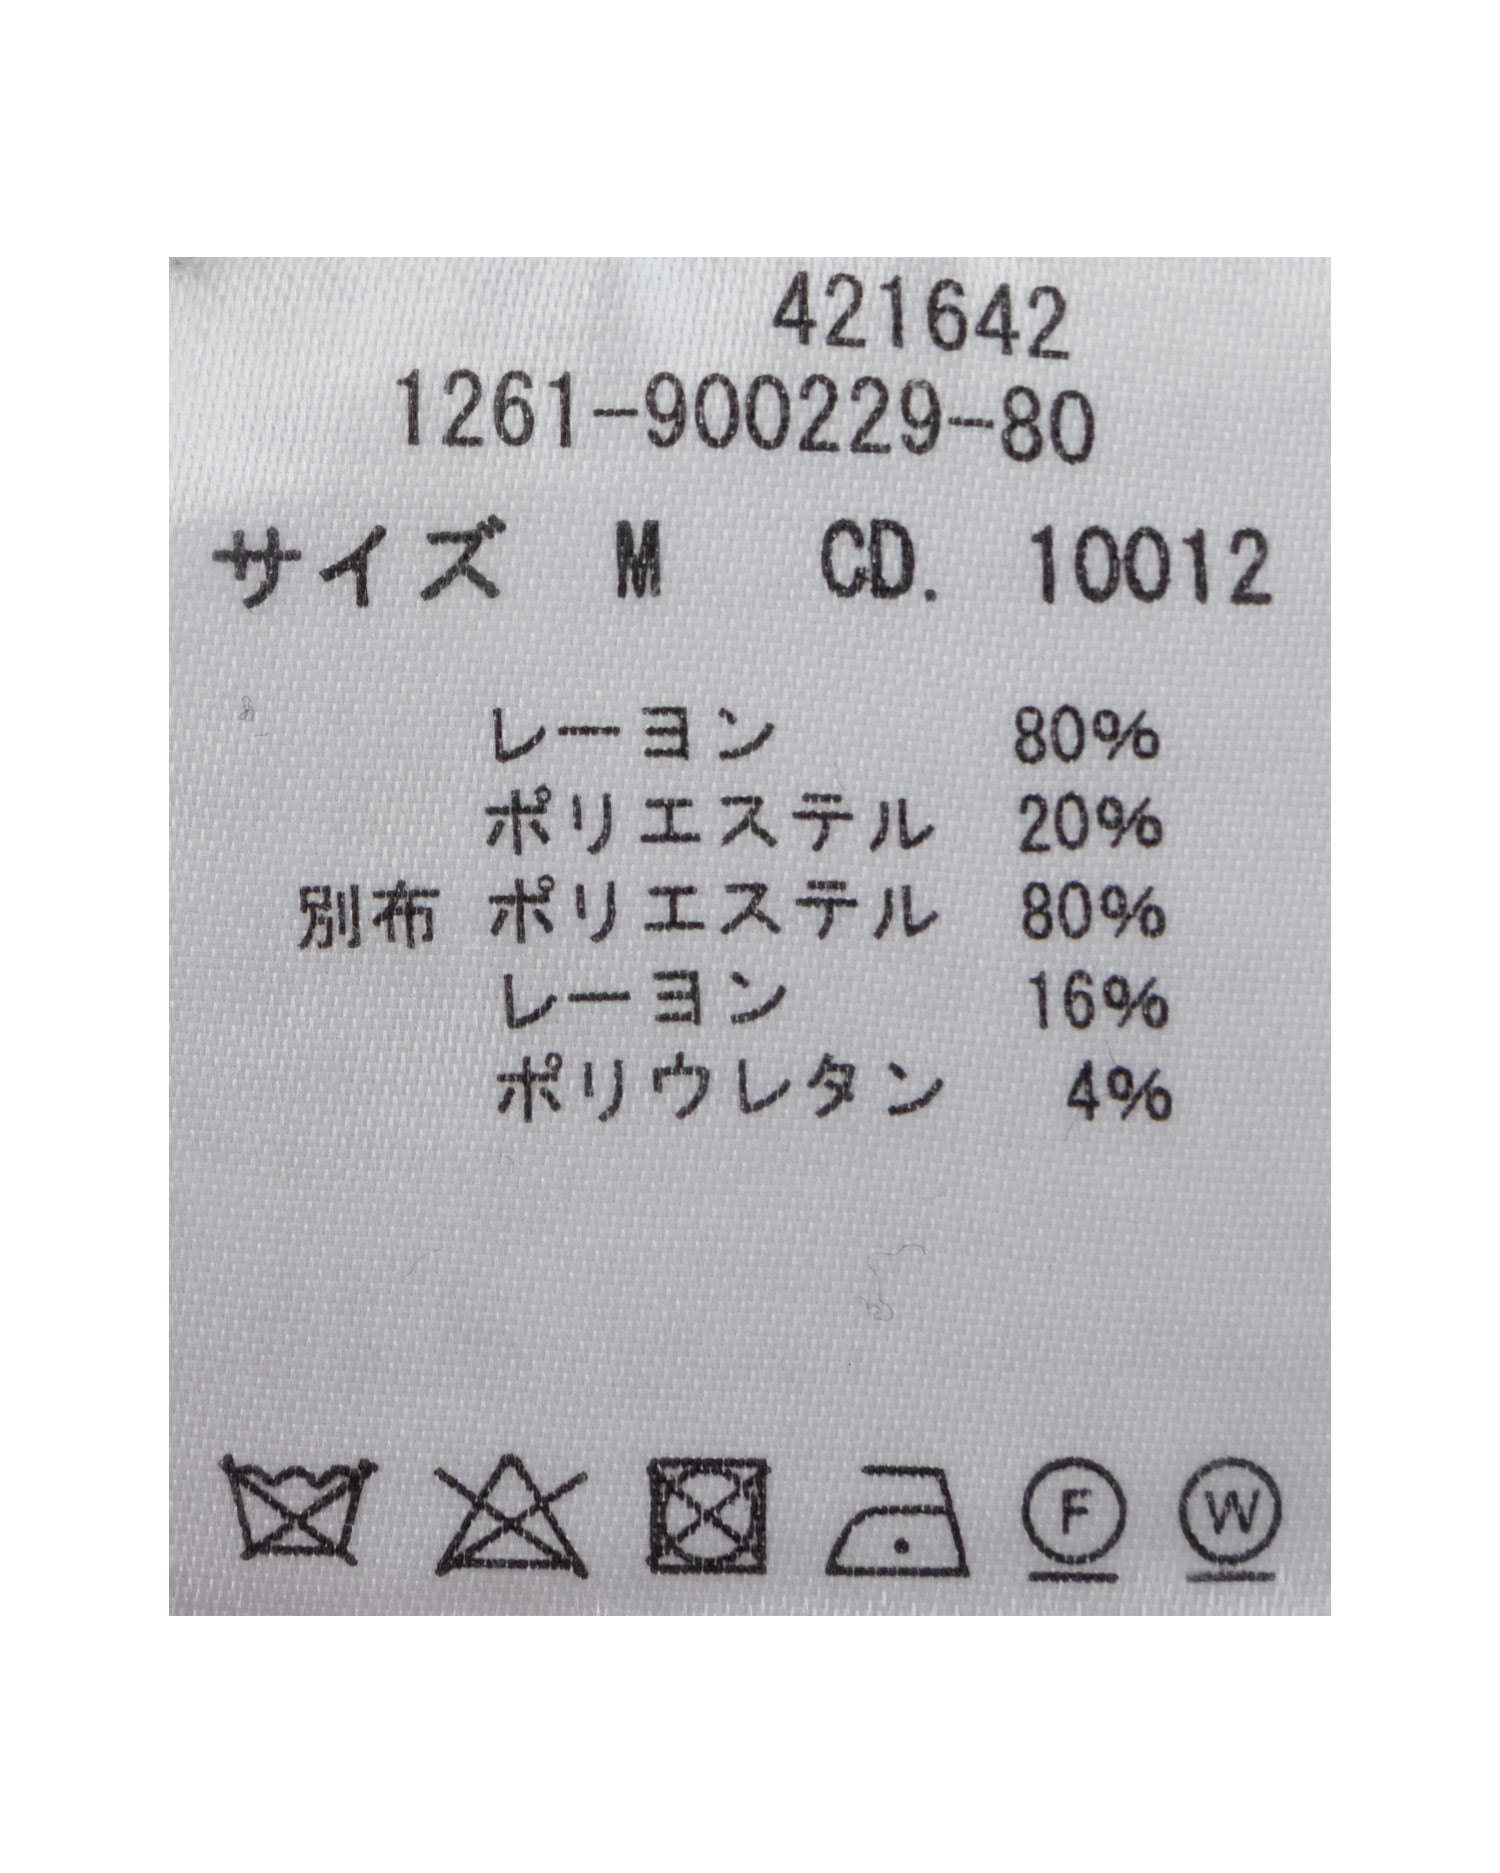 421642
1261-900229-80
サイズ M CD. 10012
レーヨン 80%
ポリエステル 20%
別布 ポリエステル 80%
レーヨン 16%
ポリウレタン 4%
F W